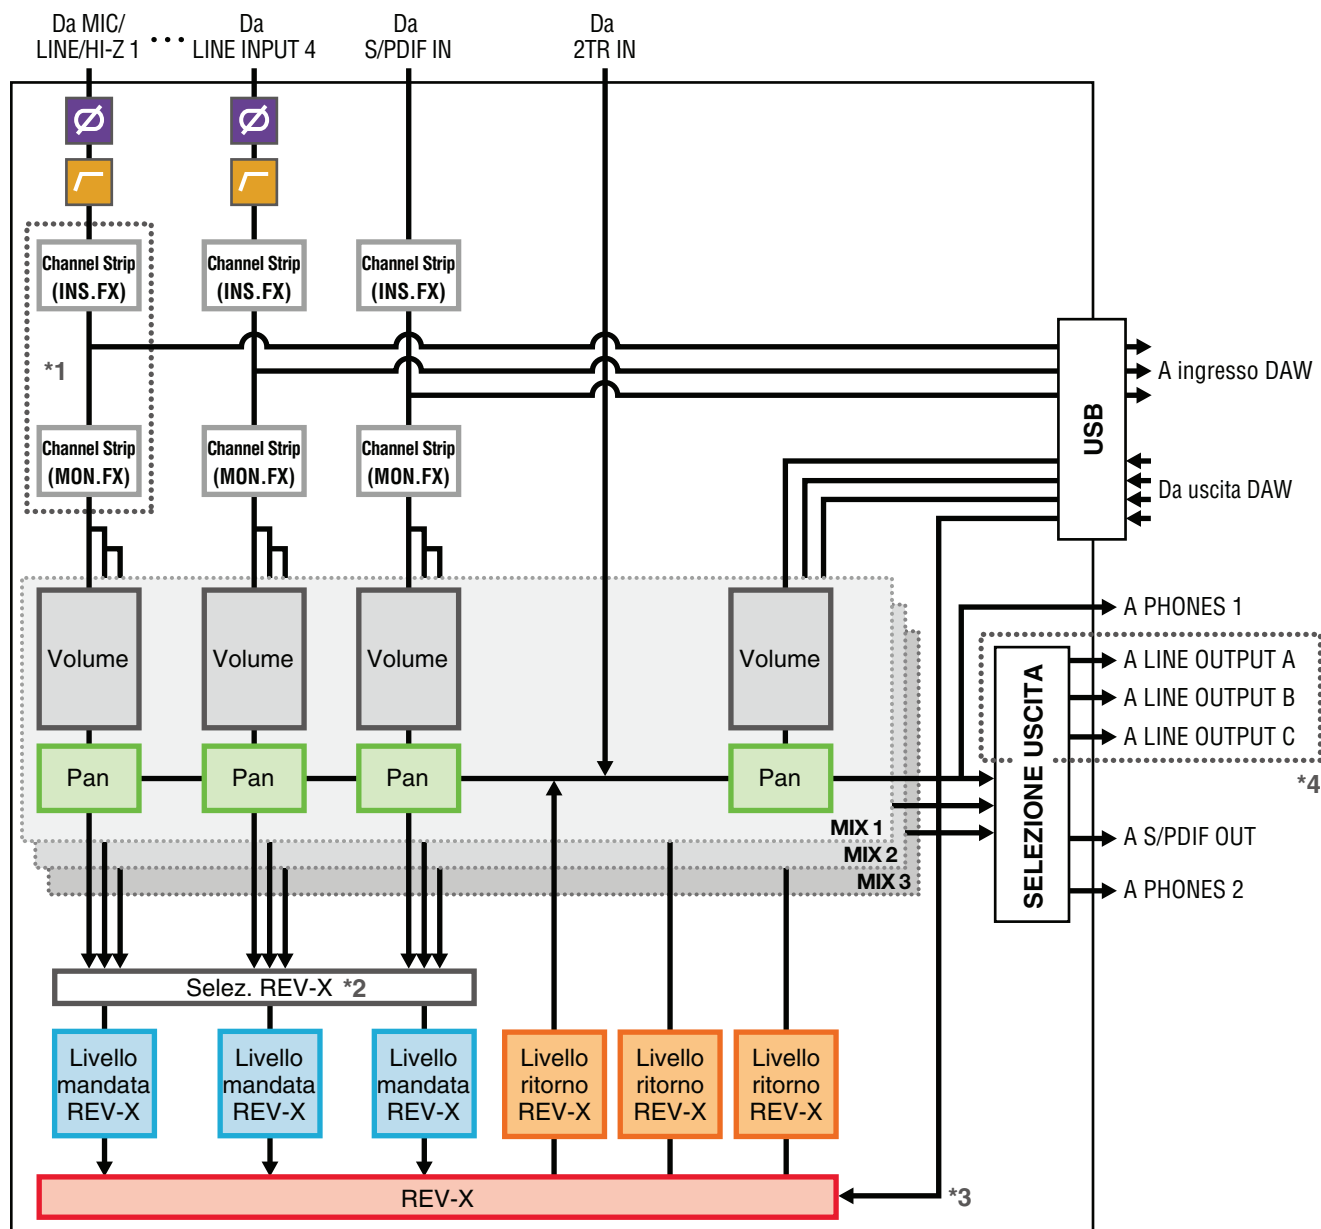 Da MIC/
LINE/HI-Z 1
Da
LINE INPUT 4
Da
S/PDIF IN
Da
2TR IN
Channel Strip
(INS.FX)
Channel Strip
(INS.FX)
Channel Strip
(INS.FX)
*1
A ingresso DAW
USB
Channel Strip
(MON.FX)
Channel Strip
(MON.FX)
Channel Strip
(MON.FX)
Da uscita DAW
Volume
Volume
Volume
Volume
A PHONES 1
A LINE OUTPUT A
A LINE OUTPUT B
A LINE OUTPUT C
*4
SELEZIONE USCITA
Pan
Pan
Pan
Pan
MIX 1
MIX 2
MIX 3
A S/PDIF OUT
A PHONES 2
Selez. REV-X *2
Livello
mandata
REV-X
Livello
mandata
REV-X
Livello
mandata
REV-X
Livello
ritorno
REV-X
Livello
ritorno
REV-X
Livello
ritorno
REV-X
REV-X
*3